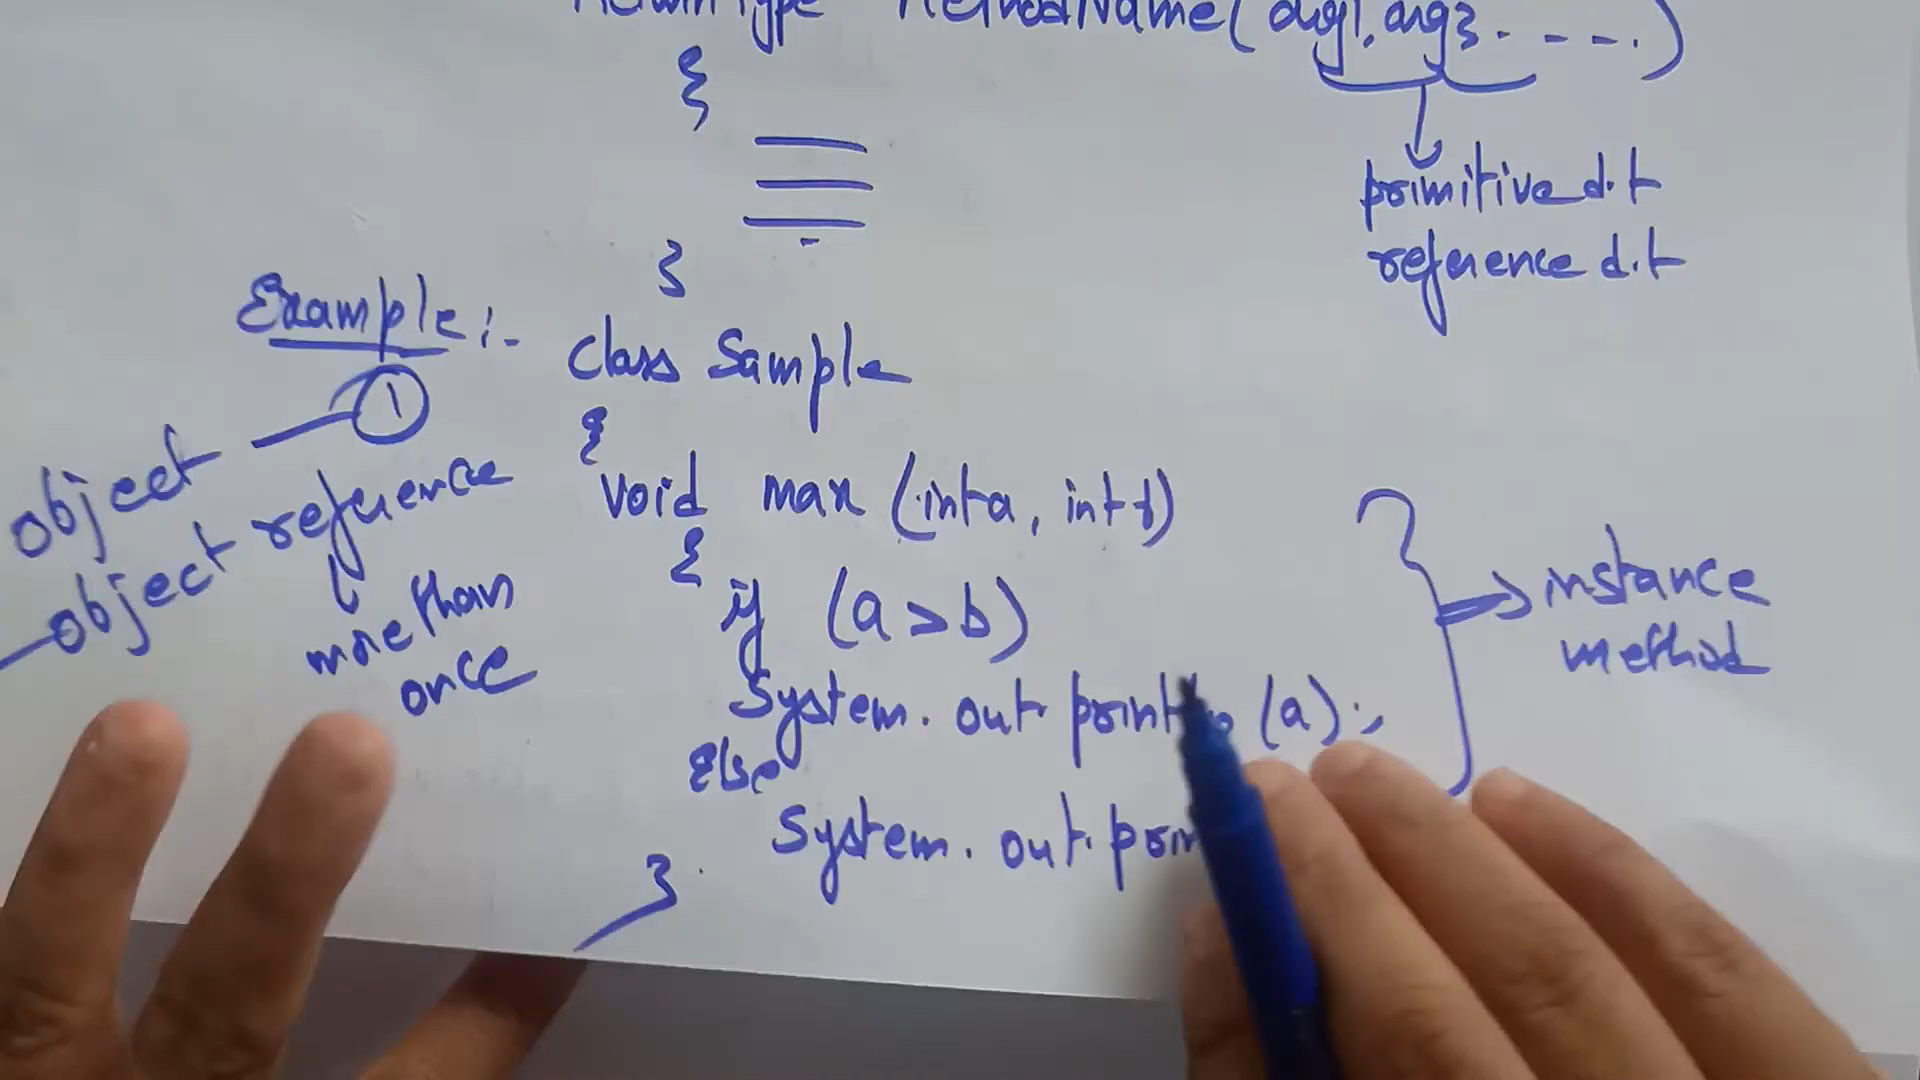 MethodName(arg1, arg2.----.)
{
primitive d.t
reference d.t
}
Example:-
Class Sample
①
{
object
object reference
more than
once
void max (int a, int b)
{
if (a>b)
System.out.println (a);
else
System.out.prin
}
instance
method